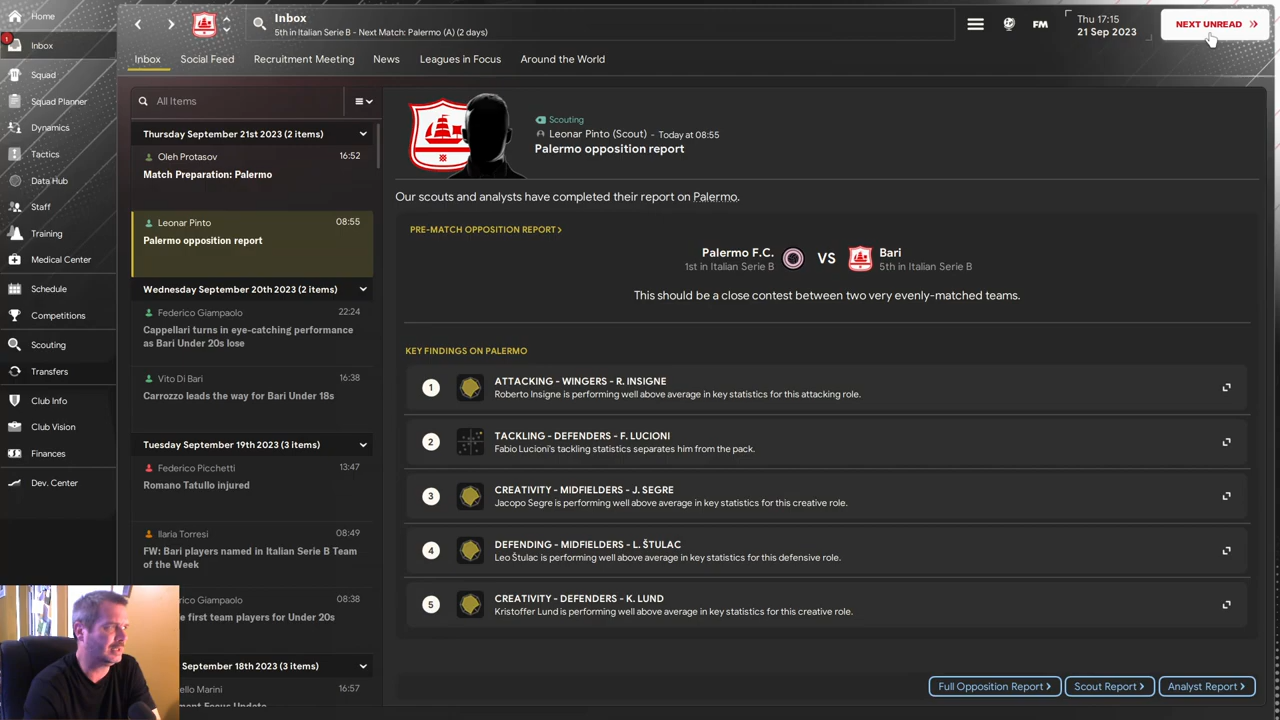 Home
1
Inbox
Squad
Squad Planner
Dynamics
Tactics
Data Hub
Staff
Training
Medical Center
Schedule
Competitions
Scouting
Transfers
Club Info
Club Vision
Finances
Dev. Center
Inbox
5th in Italian Serie B - Next Match: Palermo (A) (2 days)
FM
Thu 17:15
21 Sep 2023
NEXT UNREAD
Inbox
Social Feed
Recruitment Meeting
News
Leagues in Focus
Around the World
All Items
Thursday September 21st 2023 (2 items)
Oleh Protasov 16:52
Match Preparation: Palermo
Leonar Pinto 08:55
Palermo opposition report
Wednesday September 20th 2023 (2 items)
Federico Giampaolo 22:24
Cappellari turns in eye-catching performance
as Bari Under 20s lose
Vito Di Bari 16:38
Carrozzo leads the way for Bari Under 18s
Tuesday September 19th 2023 (3 items)
Federico Picchetti 13:47
Romano Tatullo injured
Ilaria Torresi 08:49
FW: Bari players named in Italian Serie B Team
of the Week
Giampaolo 08:38
first team players for Under 20s
September 18th 2023 (3 items)
Marini 16:57
Focus Update
Scouting
Leonar Pinto (Scout) - Today at 08:55
Palermo opposition report
Our scouts and analysts have completed their report on Palermo.
PRE-MATCH OPPOSITION REPORT
Palermo F.C.
1st in Italian Serie B
VS
Bari
5th in Italian Serie B
This should be a close contest between two very evenly-matched teams.
KEY FINDINGS ON PALERMO
1
ATTACKING - WINGERS - R. INSIGNE
Roberto Insigne is performing well above average in key statistics for this attacking role.
2
TACKLING - DEFENDERS - F. LUCIONI
Fabio Lucioni's tackling statistics separates him from the pack.
3
CREATIVITY - MIDFIELDERS - J. SEGRE
Jacopo Segre is performing well above average in key statistics for this creative role.
4
DEFENDING - MIDFIELDERS - L. ŠTULAC
Leo Štulac is performing well above average in key statistics for this defensive role.
5
CREATIVITY - DEFENDERS - K. LUND
Kristoffer Lund is performing well above average in key statistics for this creative role.
Full Opposition Report
Scout Report
Analyst Report